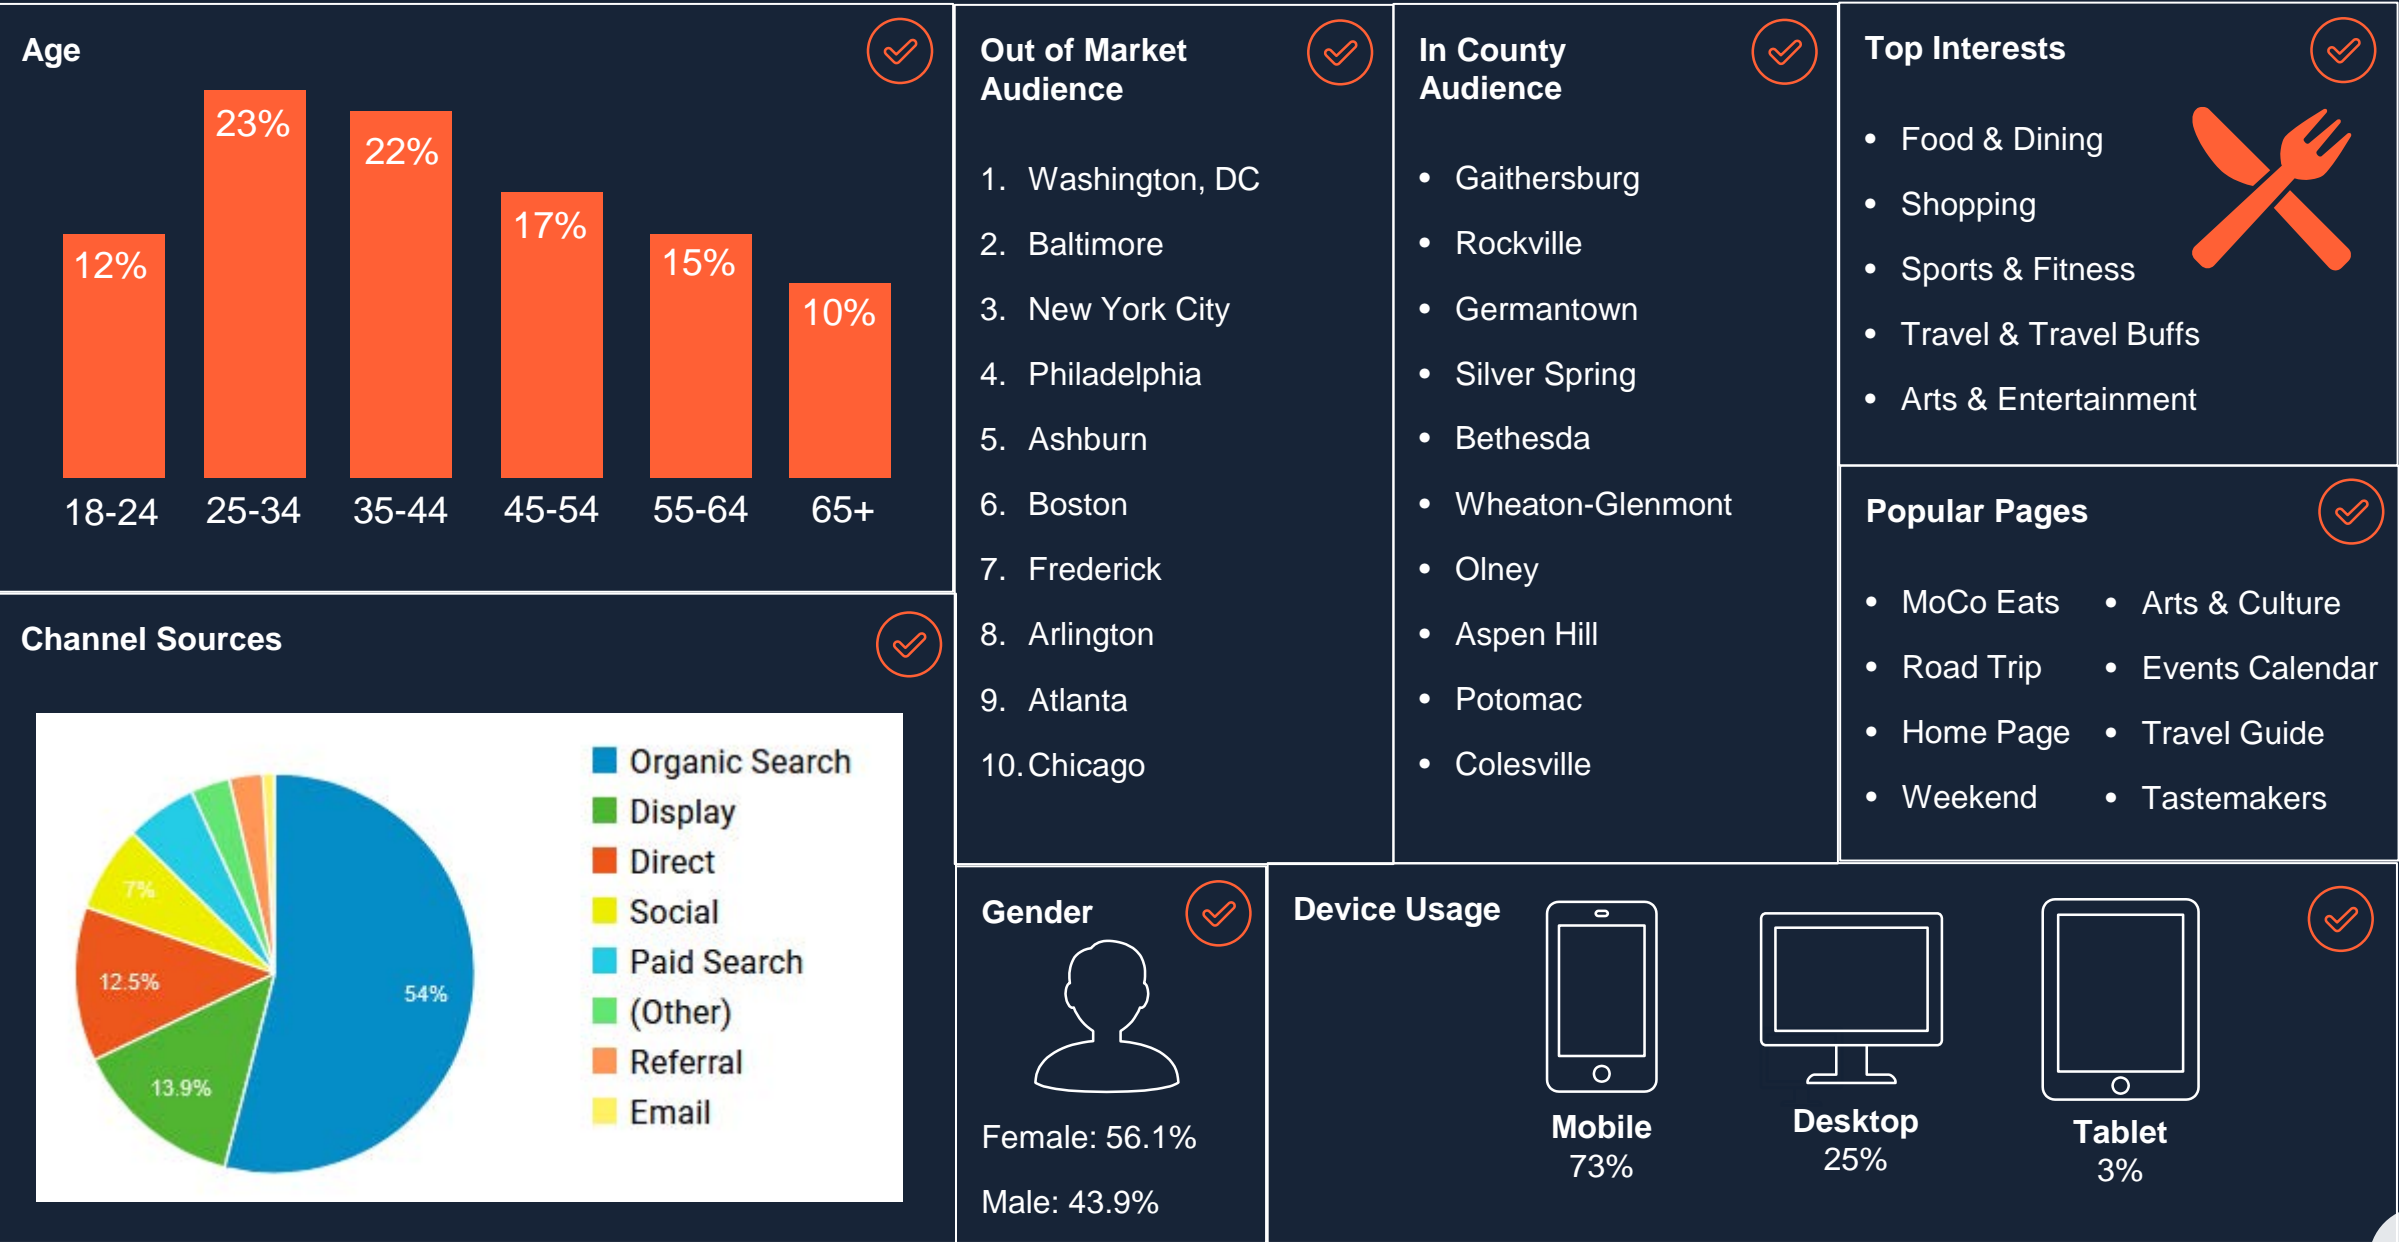 Age
23%
22%
17%
12%
15%
10%
18-24 25-34 35-44 45-54 55-64 65+
Channel Sources
Organic Search
Display
Direct
Social
Paid Search
(Other)
Referral
Email
7%
12.5%
54%
13.9%
Out of Market
Audience
1. Washington, DC
2. Baltimore
3. New York City
4. Philadelphia
5. Ashburn
6. Boston
7. Frederick
8. Arlington
9. Atlanta
10. Chicago
In County
Audience
• Gaithersburg
• Rockville
• Germantown
• Silver Spring
• Bethesda
• Wheaton-Glenmont
• Olney
• Aspen Hill
• Potomac
• Colesville
Top Interests
• Food & Dining
• Shopping
• Sports & Fitness
• Travel & Travel Buffs
• Arts & Entertainment
Popular Pages
• MoCo Eats
• Road Trip
• Home Page
• Weekend
• Arts & Culture
• Events Calendar
• Travel Guide
• Tastemakers
Gender
Female: 56.1%
Male: 43.9%
Device Usage
Mobile
73%
Desktop
25%
Tablet
3%